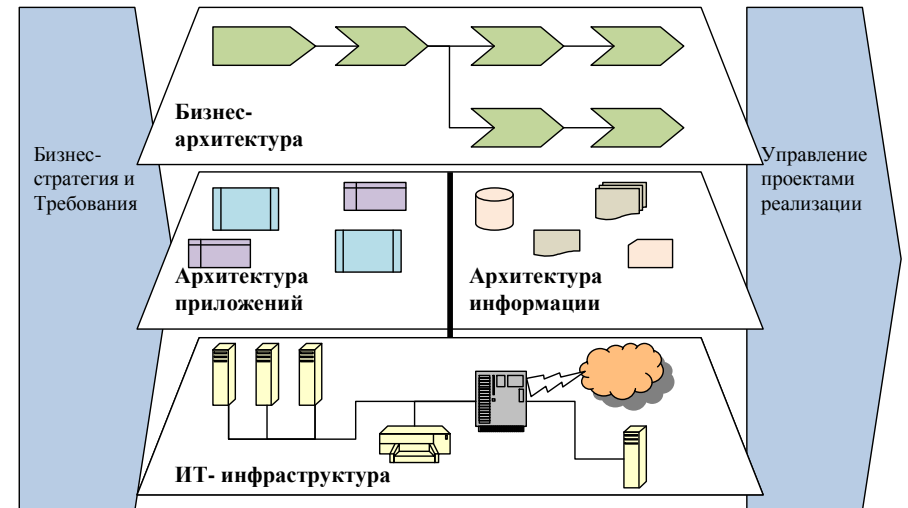 Бизнес-
стратегия и
Требования
Бизнес-
архитектура
Архитектура
приложений
Архитектура
информации
ИТ- инфраструктура
Управление
проектами
реализации